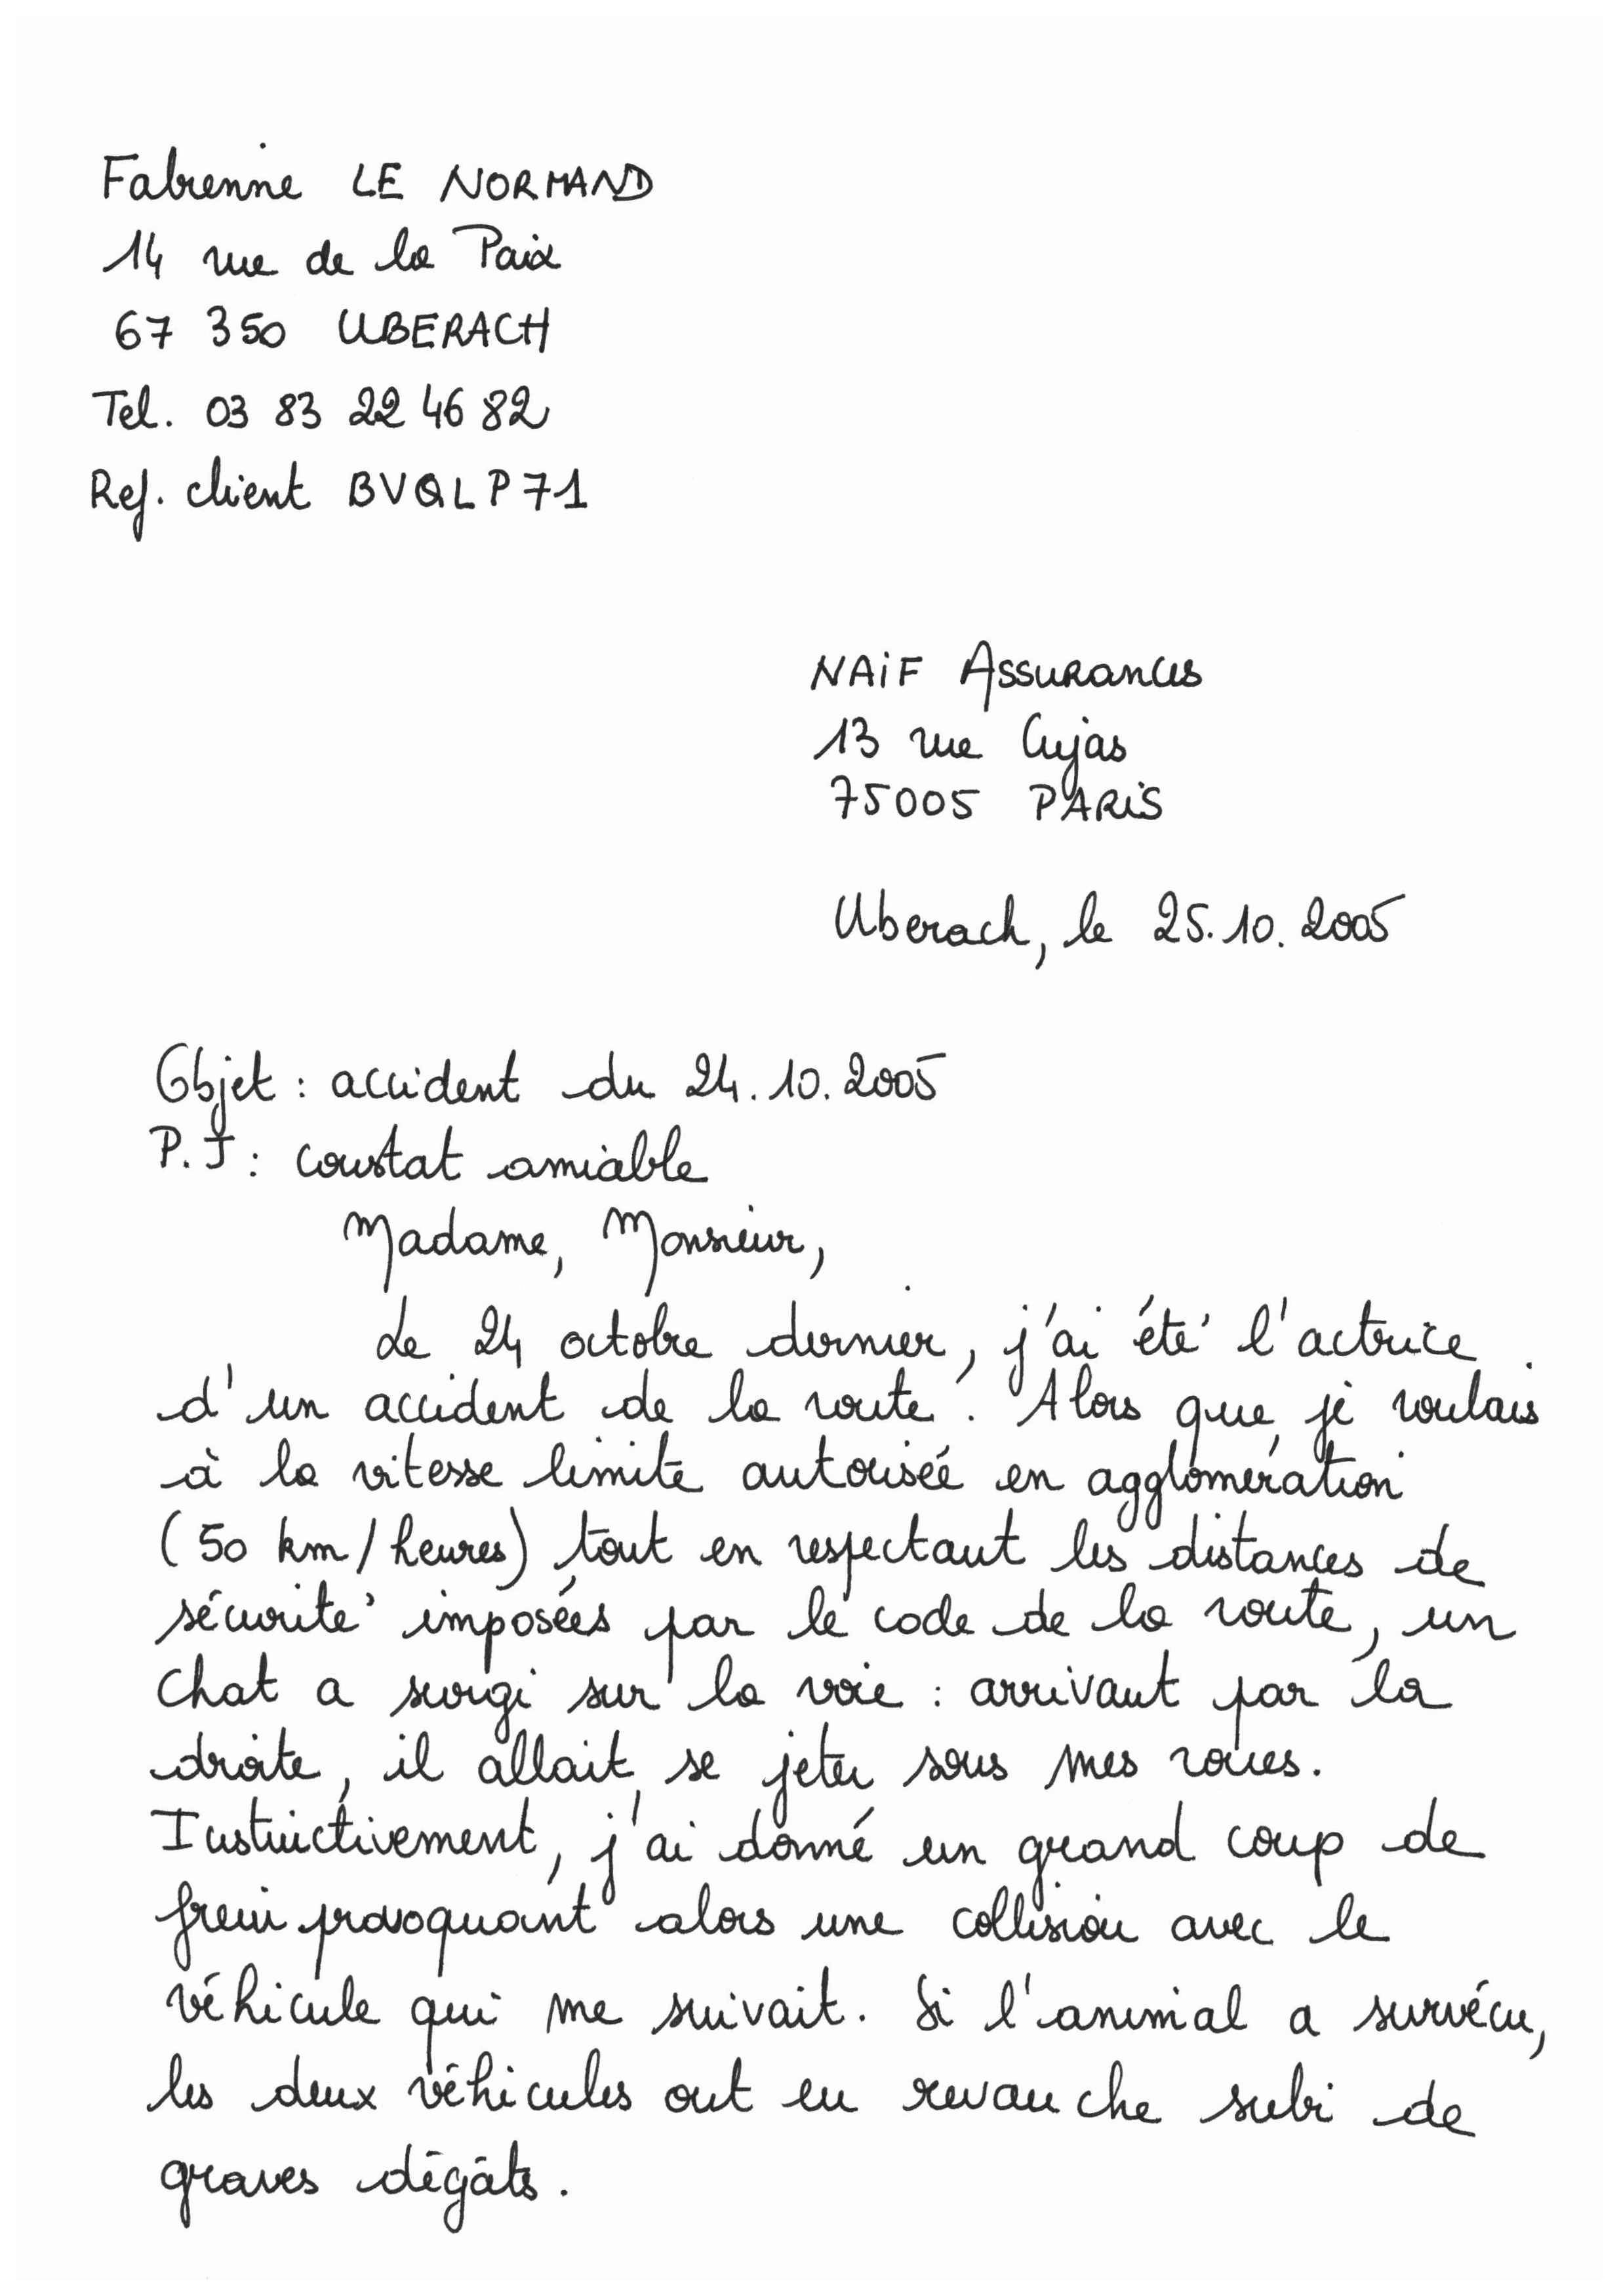 Fabienne LE NORMAND
14 rue de la Paix
67 350 UBERACH
Tel. 03 83 22 46 82
Ref. client BVQLP71
NAiF Assurances
13 rue Cujas
75005 PARiS
Uberach, le 25.10.2005
Objet : accident du 24.10.2005
P.J : constat amiable
Madame, Monsieur,
Le 24 octobre dernier, j'ai été l'actrice
d'un accident de la route. Alors que je roulais
à la vitesse limite autorisée en agglomération
(50 km/heures) tout en respectant les distances de
sécurité imposées par le code de la route, un
chat a surgi sur la voie : arrivant par la
droite, il allait se jeter sous mes roues.
Instinctivement, j'ai donné un grand coup de
frein provoquant alors une collision avec le
véhicule qui me suivait. Si l'animal a survécu,
les deux véhicules ont en revanche subi de
graves dégâts.